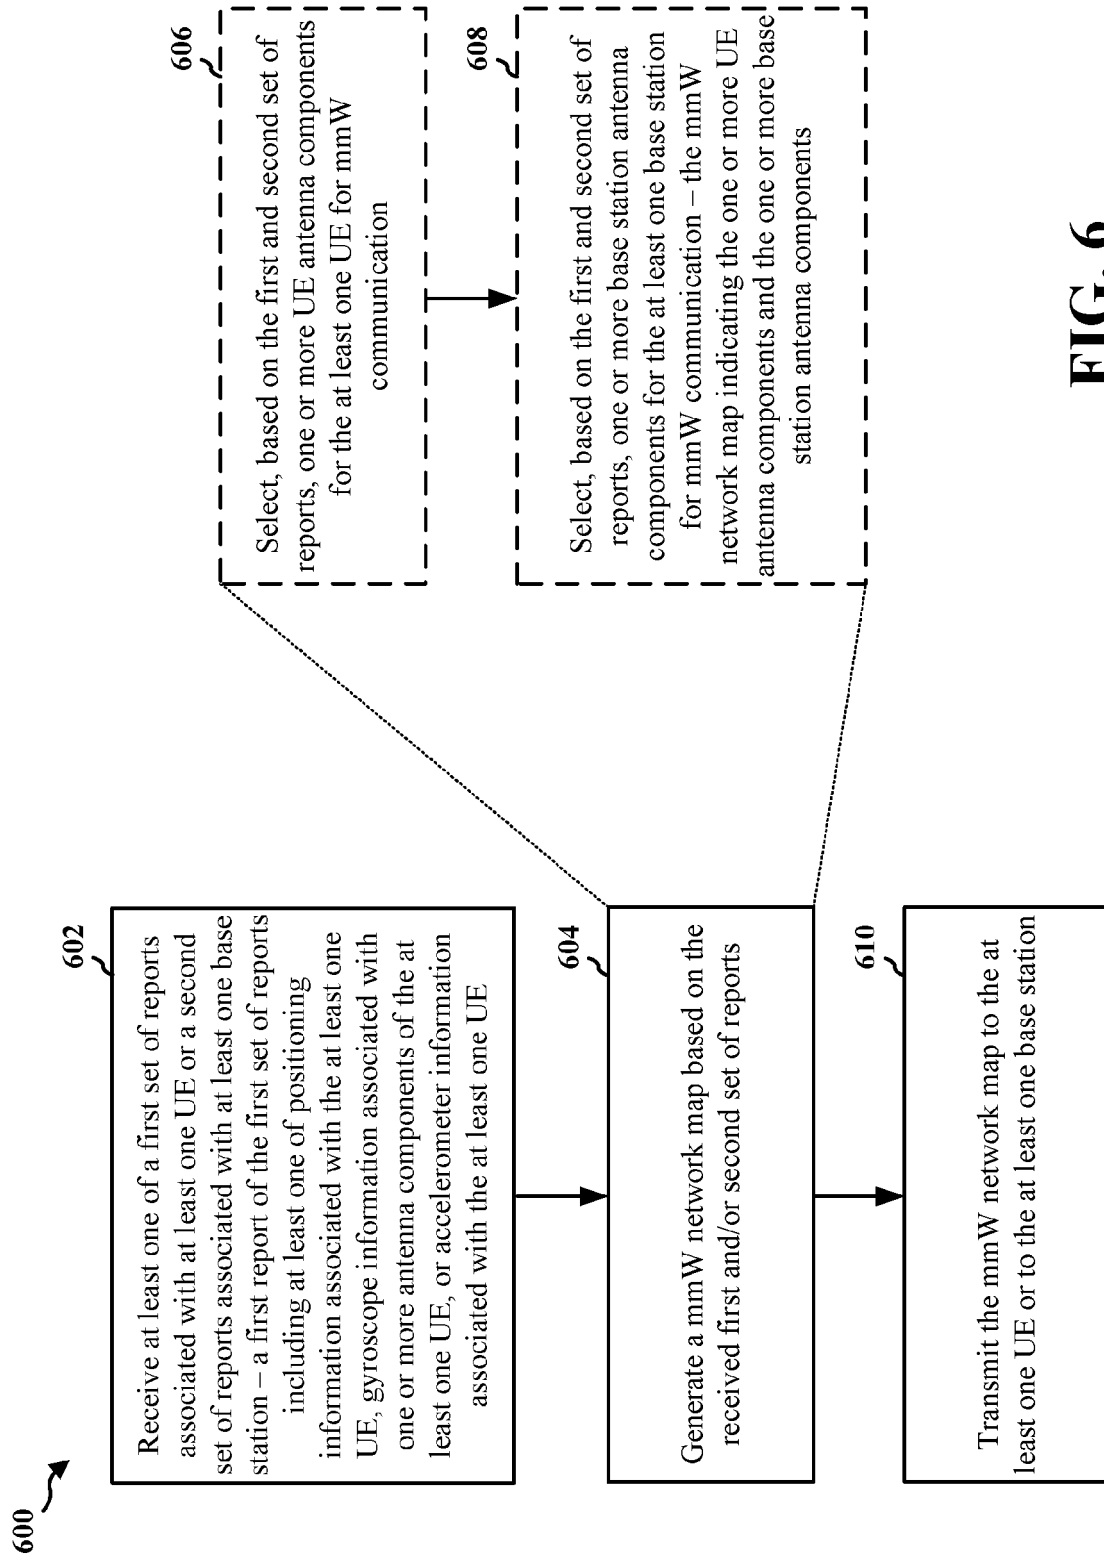 600
602
Receive at least one of a first set of reports
associated with at least one UE or a second
set of reports associated with at least one base
station – a first report of the first set of reports
including at least one of positioning
information associated with the at least one
UE, gyroscope information associated with
one or more antenna components of the at
least one UE, or accelerometer information
associated with the at least one UE
604
Generate a mmW network map based on the
received first and/or second set of reports
606
Select, based on the first and second set of
reports, one or more UE antenna components
for the at least one UE for mmW
communication
608
Select, based on the first and second set of
reports, one or more base station antenna
components for the at least one base station
for mmW communication – the mmW
network map indicating the one or more UE
antenna components and the one or more base
station antenna components
610
Transmit the mmW network map to the at
least one UE or to the at least one base station
FIG. 6